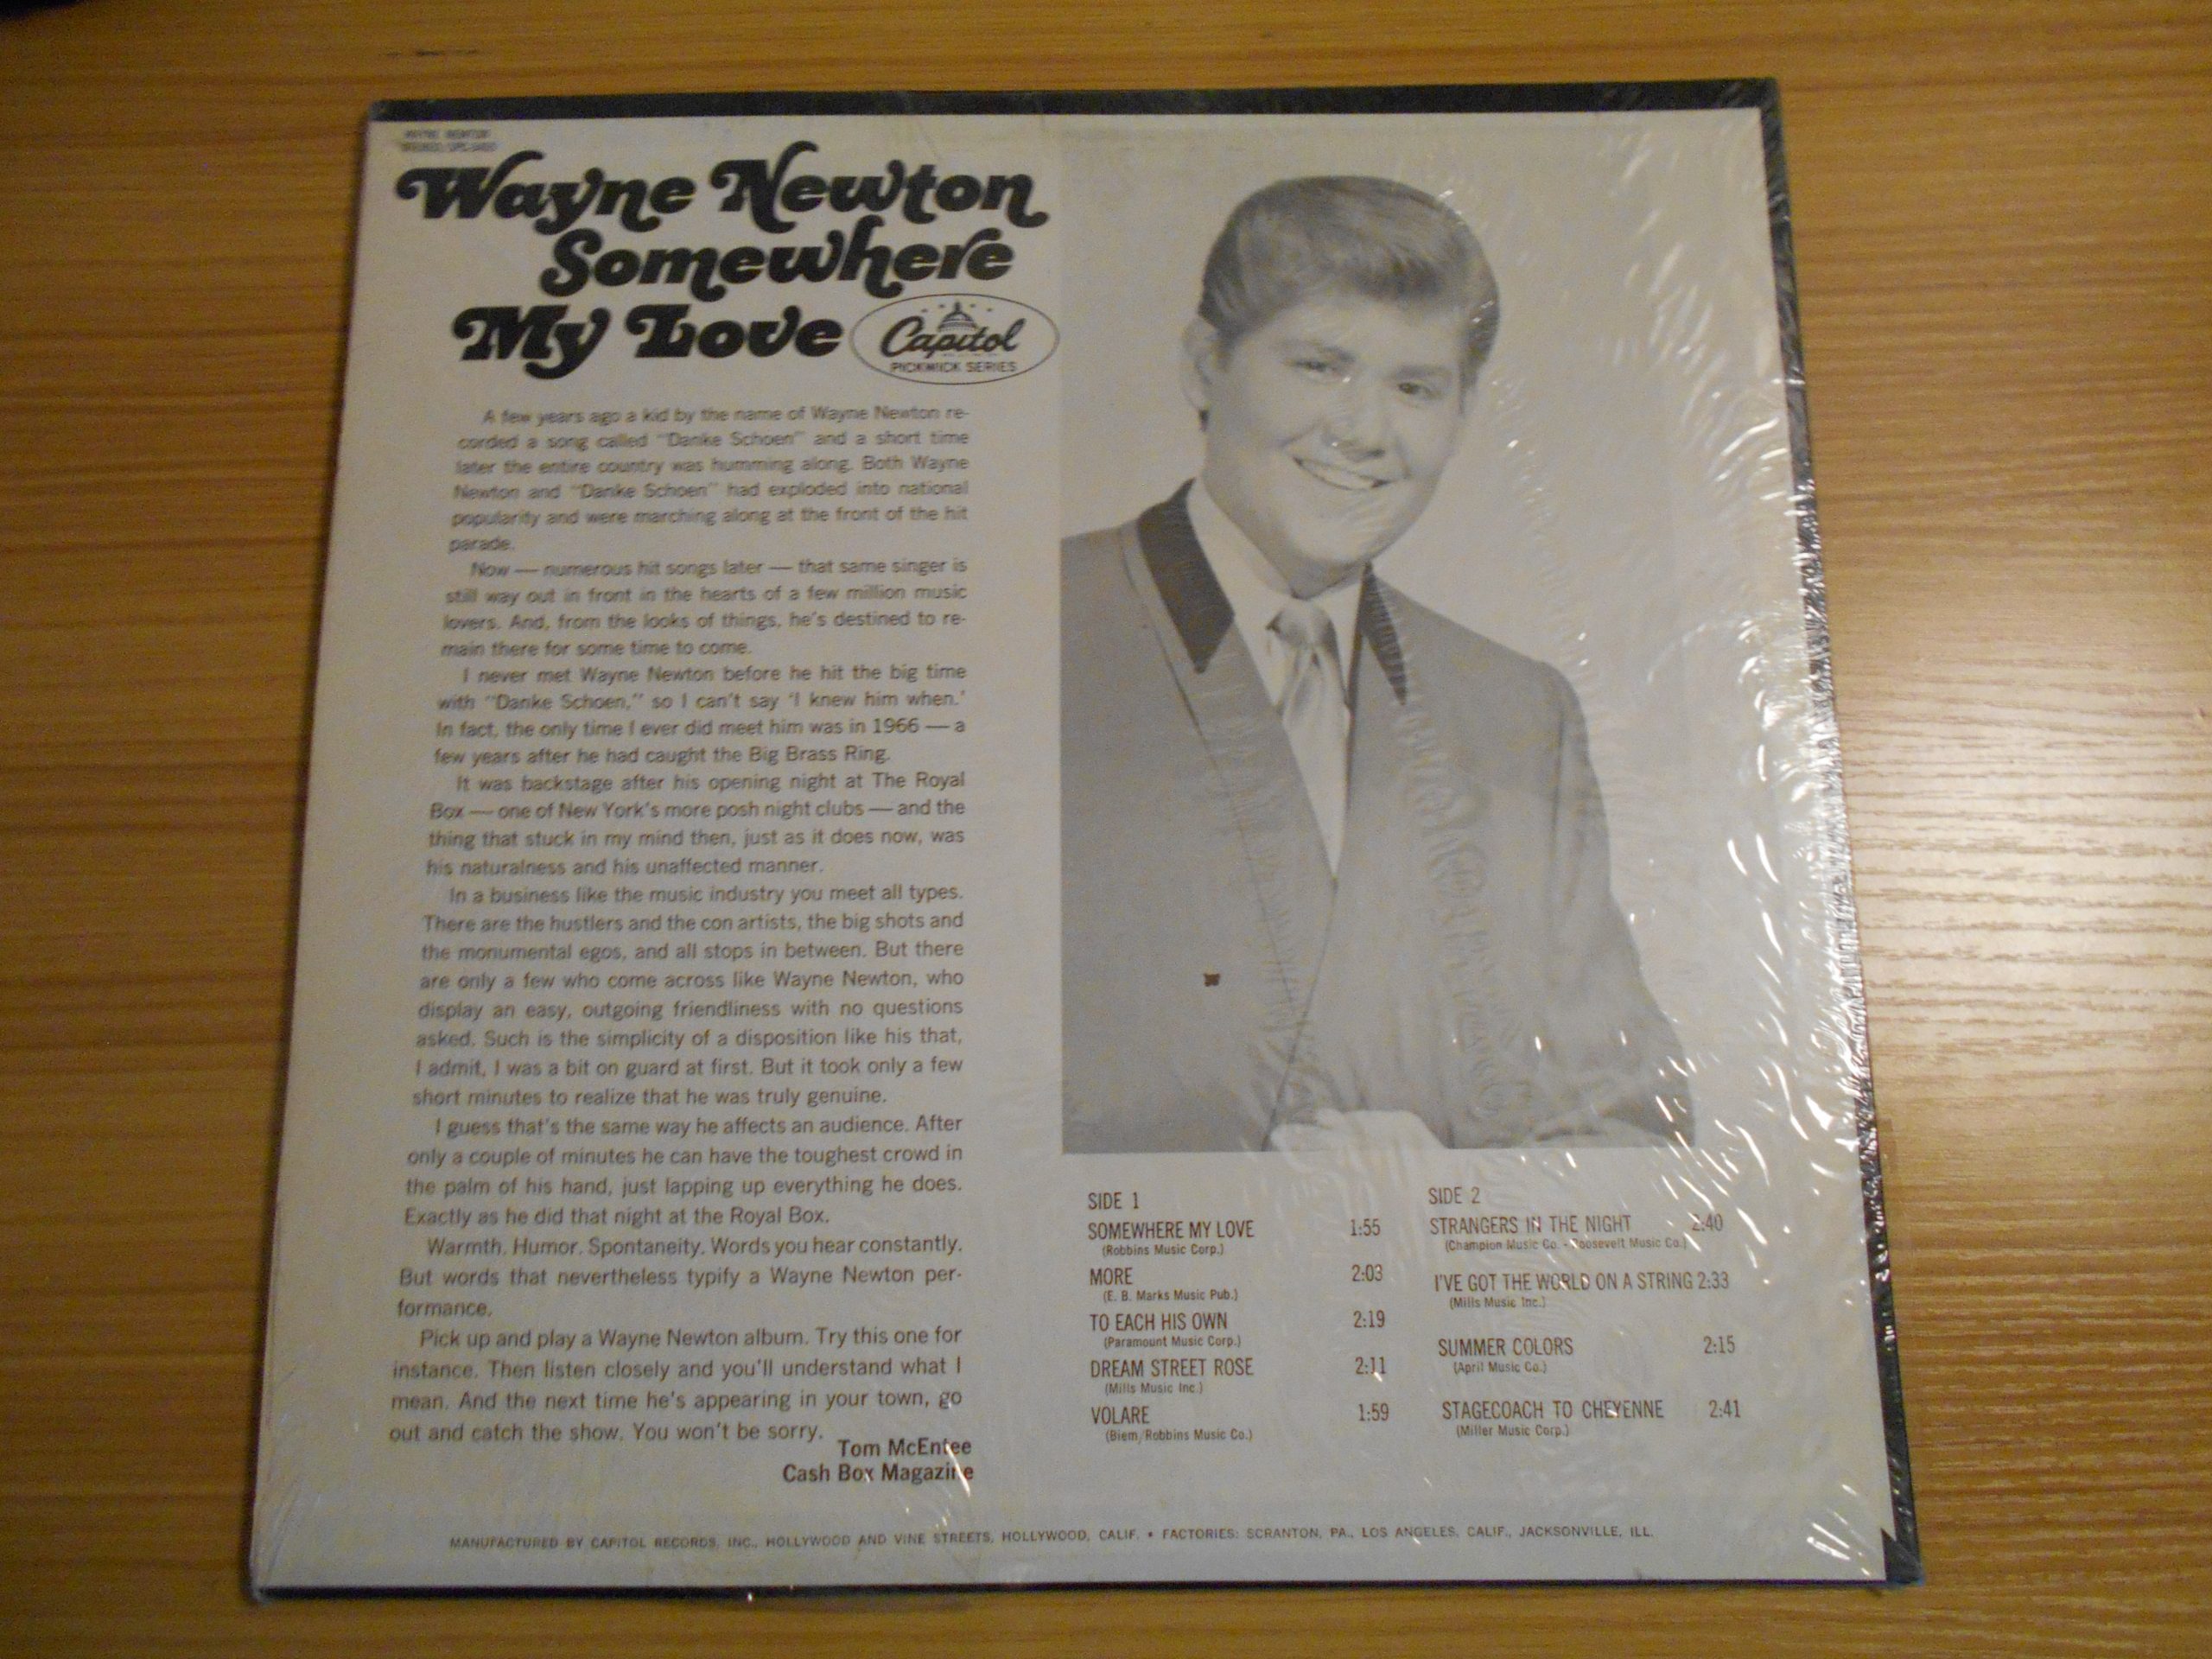 WAYNE NEWTON
Wayne Newton
Somewhere
My Love
Capitol
PICKWICK SERIES
A few years ago a kid by the name of Wayne Newton re-
corded a song called "Danke Schoen" and a short time
later the entire country was humming along. Both Wayne
Newton and "Danke Schoen" had exploded into national
popularity and were marching along at the front of the hit
parade.
Now — numerous hit songs later — that same singer is
still way out in front in the hearts of a few million music
lovers. And, from the looks of things, he's destined to re-
main there for some time to come.
I never met Wayne Newton before he hit the big time
with "Danke Schoen," so I can't say 'I knew him when.'
In fact, the only time I ever did meet him was in 1966 — a
few years after he had caught the Big Brass Ring.
It was backstage after his opening night at The Royal
Box — one of New York's more posh night clubs — and the
thing that stuck in my mind then, just as it does now, was
his naturalness and his unaffected manner.
In a business like the music industry you meet all types.
There are the hustlers and the con artists, the big shots and
the monumental egos, and all stops in between. But there
are only a few who come across like Wayne Newton, who
display an easy, outgoing friendliness with no questions
asked. Such is the simplicity of a disposition like his that,
I admit, I was a bit on guard at first. But it took only a few
short minutes to realize that he was truly genuine.
I guess that's the same way he affects an audience. After
only a couple of minutes he can have the toughest crowd in
the palm of his hand, just lapping up everything he does.
Exactly as he did that night at the Royal Box.
Warmth. Humor. Spontaneity. Words you hear constantly.
But words that nevertheless typify a Wayne Newton per-
formance.
Pick up and play a Wayne Newton album. Try this one for
instance. Then listen closely and you'll understand what I
mean. And the next time he's appearing in your town, go
out and catch the show. You won't be sorry.
Tom McEntee
Cash Box Magazine
SIDE 1
SOMEWHERE MY LOVE 1:55
(Robbins Music Corp.)
MORE 2:03
(E. B. Marks Music Pub.)
TO EACH HIS OWN 2:19
(Paramount Music Corp.)
DREAM STREET ROSE 2:11
(Mills Music Inc.)
VOLARE 1:59
(Biem/Robbins Music Co.)
SIDE 2
STRANGERS IN THE NIGHT 2:40
(Champion Music Co. - Roosevelt Music Co.)
I'VE GOT THE WORLD ON A STRING 2:33
(Mills Music Inc.)
SUMMER COLORS 2:15
(April Music Co.)
STAGECOACH TO CHEYENNE 2:41
(Miller Music Corp.)
MANUFACTURED BY CAPITOL RECORDS, INC., HOLLYWOOD AND VINE STREETS, HOLLYWOOD, CALIF. • FACTORIES: SCRANTON, PA., LOS ANGELES, CALIF., JACKSONVILLE, ILL.